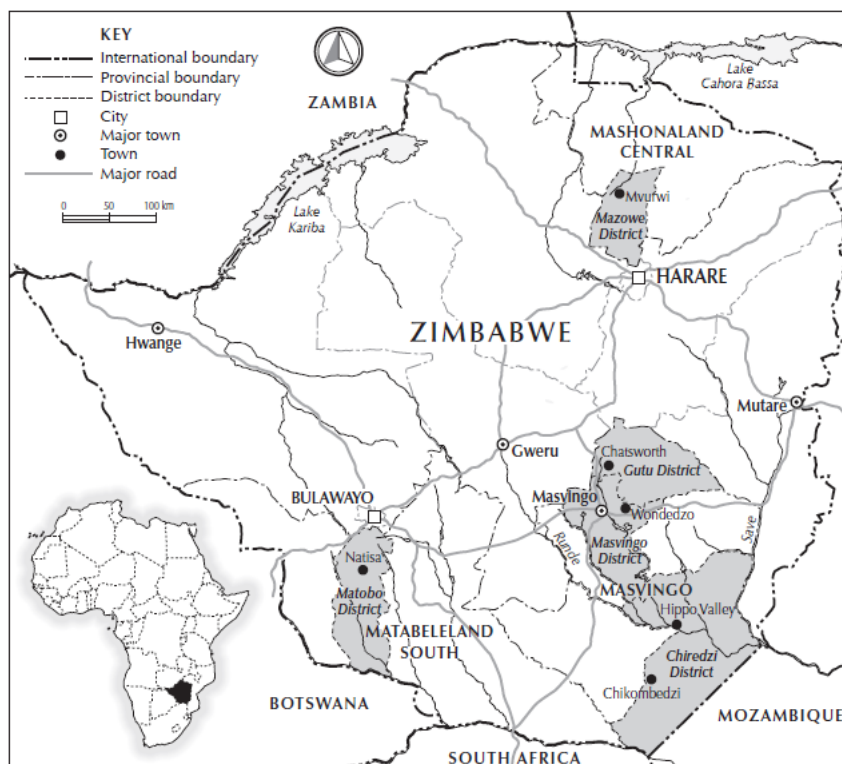 KEY
International boundary
Provincial boundary
District boundary
City
Major town
Town
Major road
0 50 100 km
ZAMBIA
Lake
Cahora Bassa
MASHONALAND
CENTRAL
Mvurwi
Mazowe
District
Lake
Kariba
HARARE
ZIMBABWE
Hwange
Mutare
Gweru
Chatsworth
Gutu District
BULAWAYO
Masvingo
Wondedzo
Save
Runde
Masvingo
District
Natisa
Matobo
District
MASVINGO
Hippo Valley
MATABELELAND
SOUTH
Chiredzi
District
Chikombedzi
BOTSWANA
MOZAMBIQUE
SOUTH AFRICA